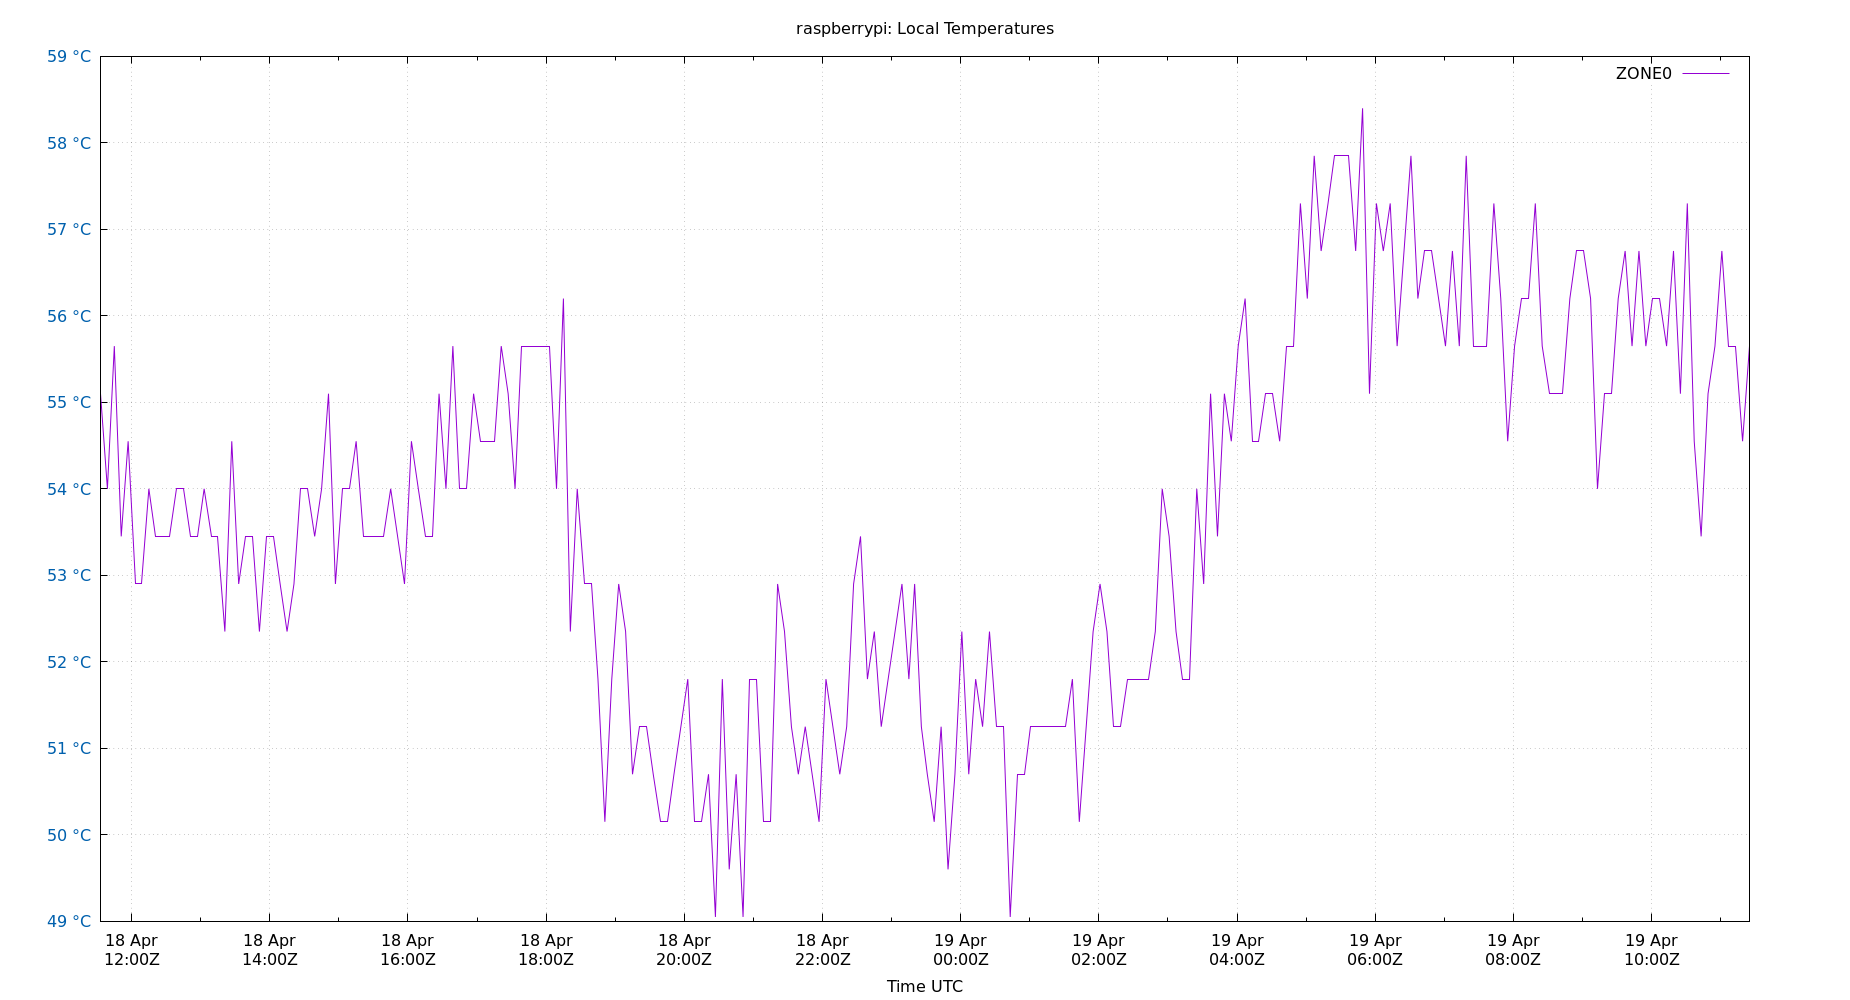 raspberrypi: Local Temperatures
59 °C
ZONE0
58 °C
57 °C
56 °C
55 °C
54 °C
53 °C
52 °C
51 °C
50 °C
49 °C
18 Apr 18 Apr 18 Apr 18 Apr 18 Apr 18 Apr 19 Apr 19 Apr 19 Apr 19 Apr 19 Apr 19 Apr
12:00Z 14:00Z 16:00Z 18:00Z 20:00Z 22:00Z 00:00Z 02:00Z 04:00Z 06:00Z 08:00Z 10:00Z
Time UTC